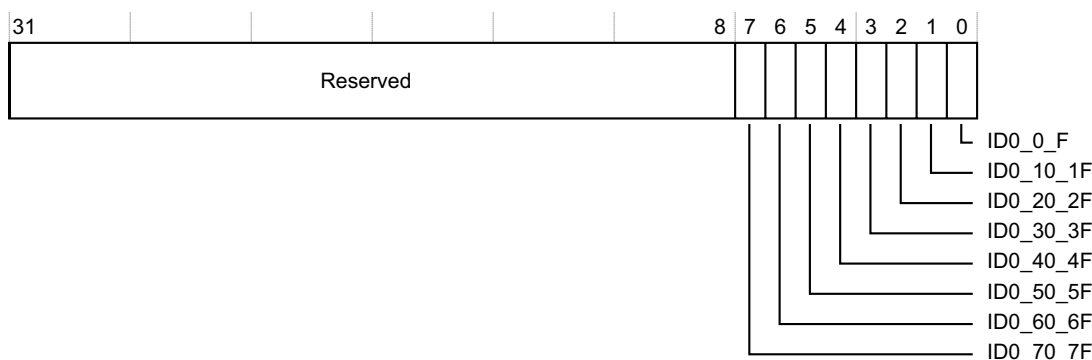 31 8 7 6 5 4 3 2 1 0
Reserved
ID0_0_F
ID0_10_1F
ID0_20_2F
ID0_30_3F
ID0_40_4F
ID0_50_5F
ID0_60_6F
ID0_70_7F